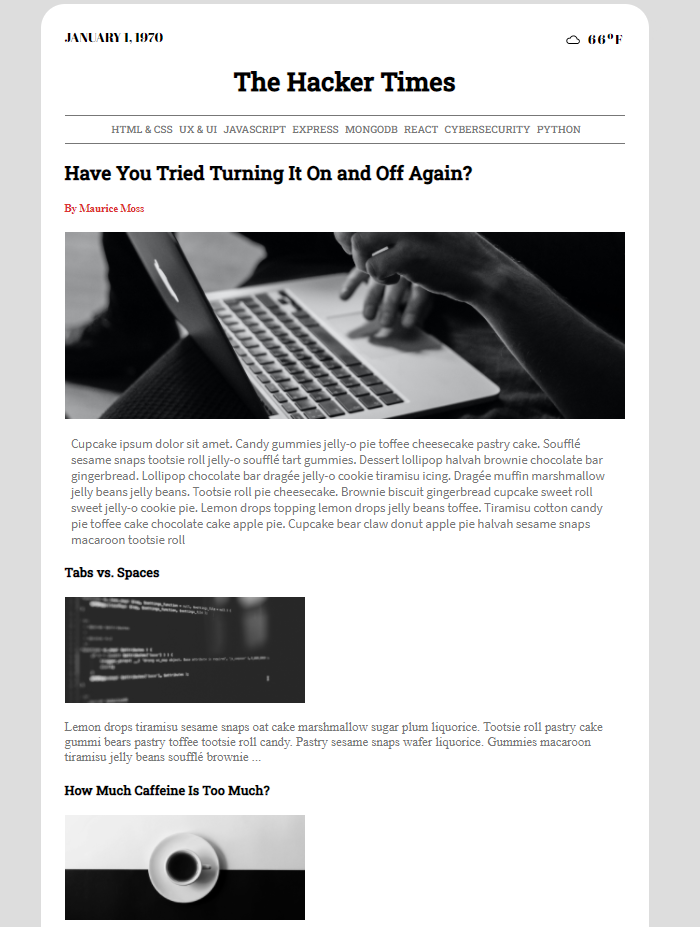 JANUARY 1, 1970
66°F
The Hacker Times
HTML & CSS UX & UI JAVASCRIPT EXPRESS MONGODB REACT CYBERSECURITY PYTHON
Have You Tried Turning It On and Off Again?
By Maurice Moss
Cupcake ipsum dolor sit amet. Candy gummies jelly-o pie toffee cheesecake pastry cake. Soufflé
sesame snaps tootsie roll jelly-o soufflé tart gummies. Dessert lollipop halvah brownie chocolate bar
gingerbread. Lollipop chocolate bar dragée jelly-o cookie tiramisu icing. Dragée muffin marshmallow
jelly beans jelly beans. Tootsie roll pie cheesecake. Brownie biscuit gingerbread cupcake sweet roll
sweet jelly-o cookie pie. Lemon drops topping lemon drops jelly beans toffee. Tiramisu cotton candy
pie toffee cake chocolate cake apple pie. Cupcake bear claw donut apple pie halvah sesame snaps
macaroon tootsie roll
Tabs vs. Spaces
Lemon drops tiramisu sesame snaps oat cake marshmallow sugar plum liquorice. Tootsie roll pastry cake
gummi bears pastry toffee tootsie roll candy. Pastry sesame snaps wafer liquorice. Gummies macaroon
tiramisu jelly beans soufflé brownie ...
How Much Caffeine Is Too Much?